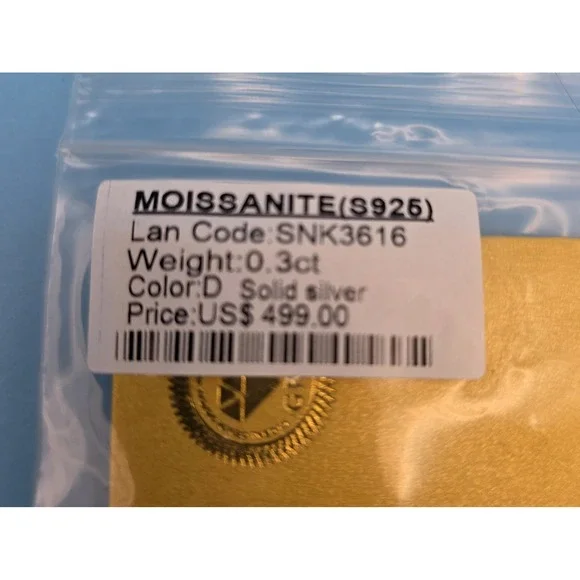 MOISSANITE(S925)
Lan Code:SNK3616
Weight:0.3ct
Color:D Solid silver
Price:US$ 499.00